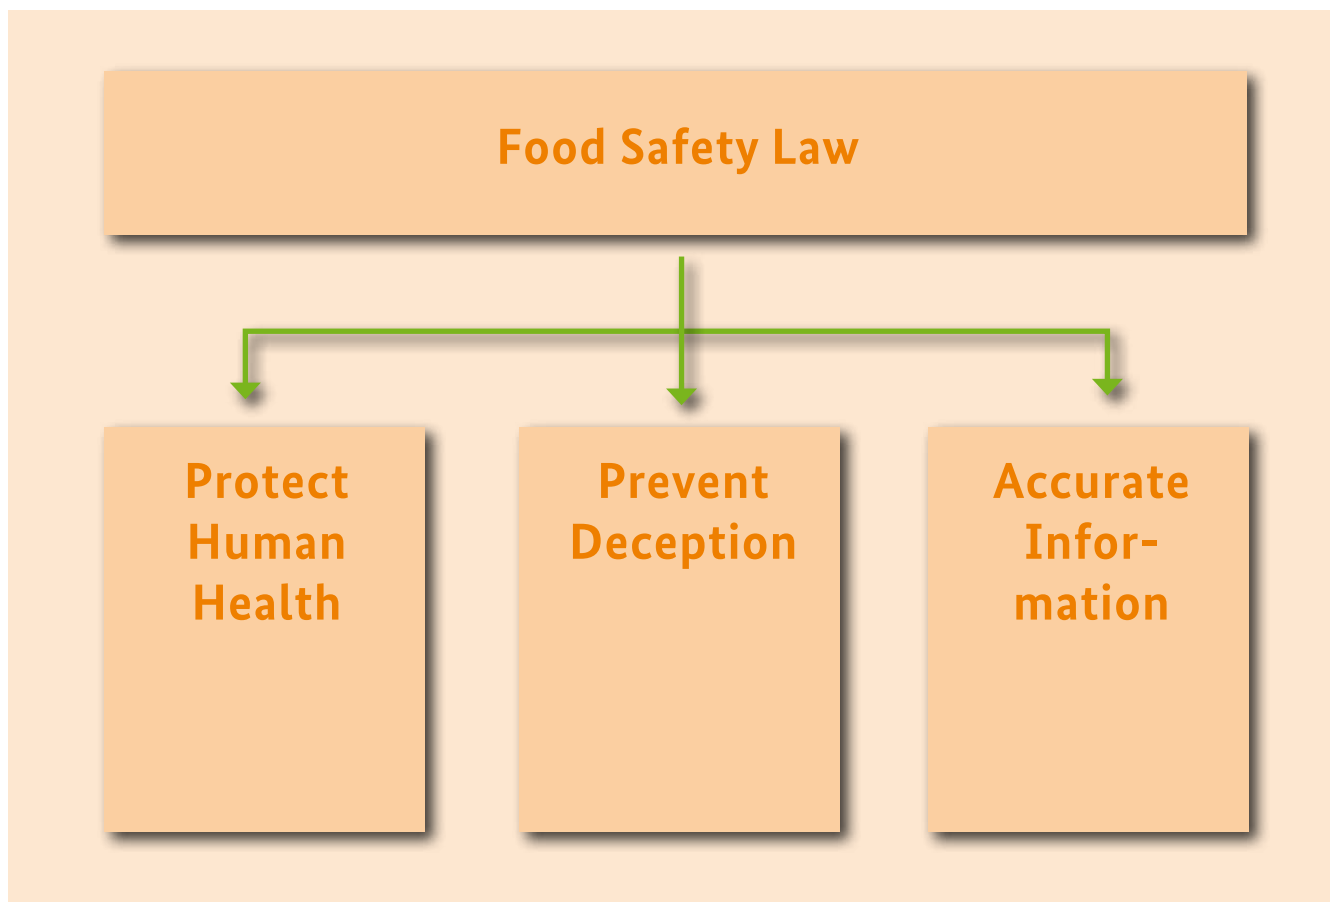 Food Safety Law
Protect
Human
Health
Prevent
Deception
Accurate
Infor-
mation